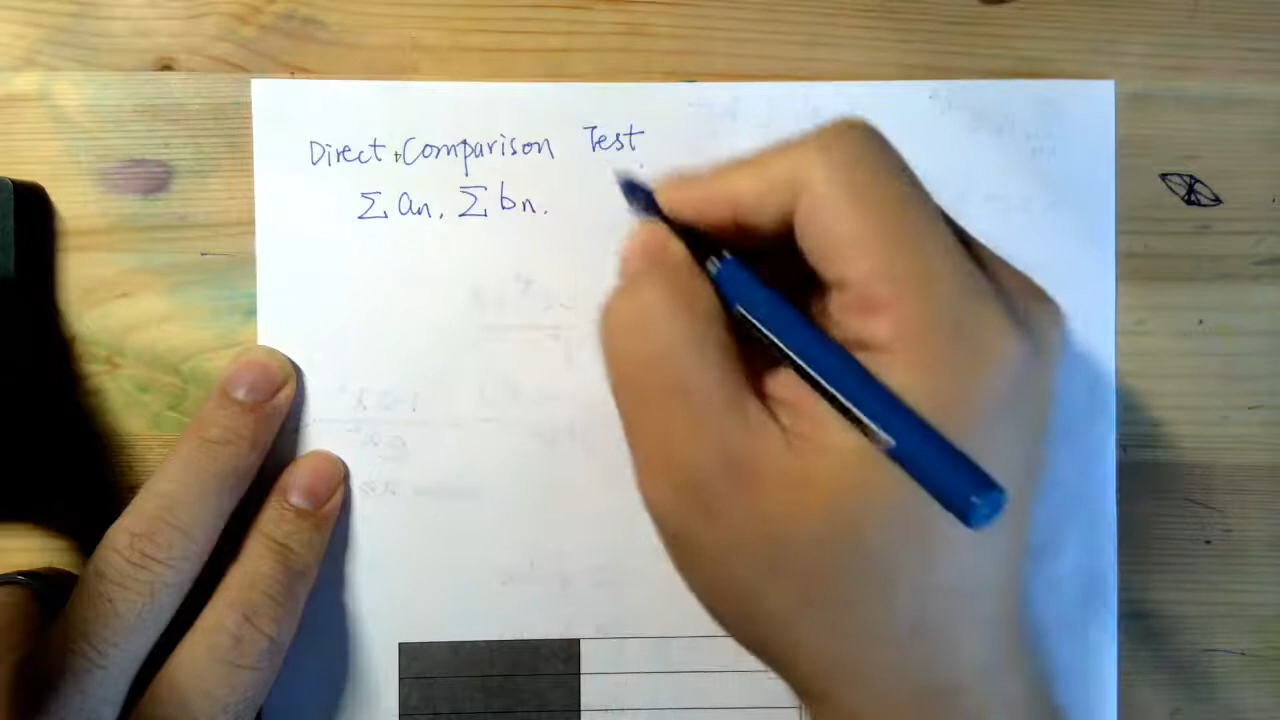 Direct Comparison Test
Σ an, Σ bn.